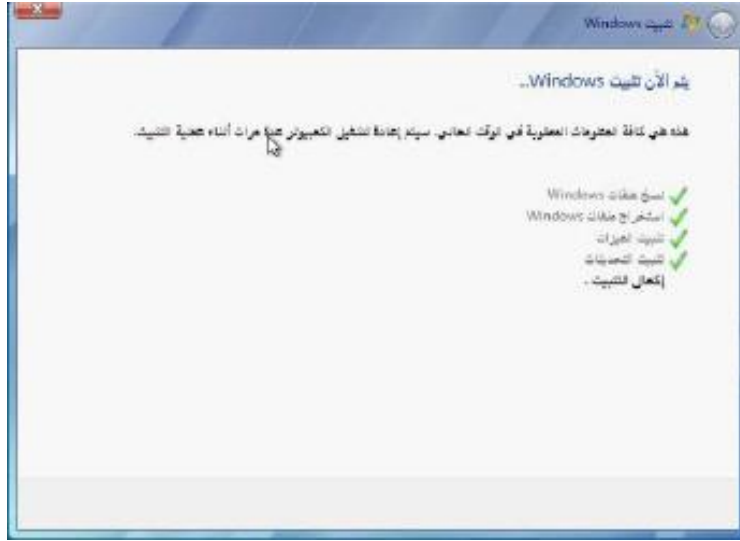 تثبيت Windows
يتم الآن تثبيت Windows...
هذه هي كافة المعلومات المطلوبة في الوقت الحالي. سيتم إعادة تشغيل الكمبيوتر عدة مرات أثناء عملية التثبيت.
نسخ ملفات Windows
استخراج ملفات Windows
تثبيت الميزات
تثبيت التحديثات
إكمال التثبيت .